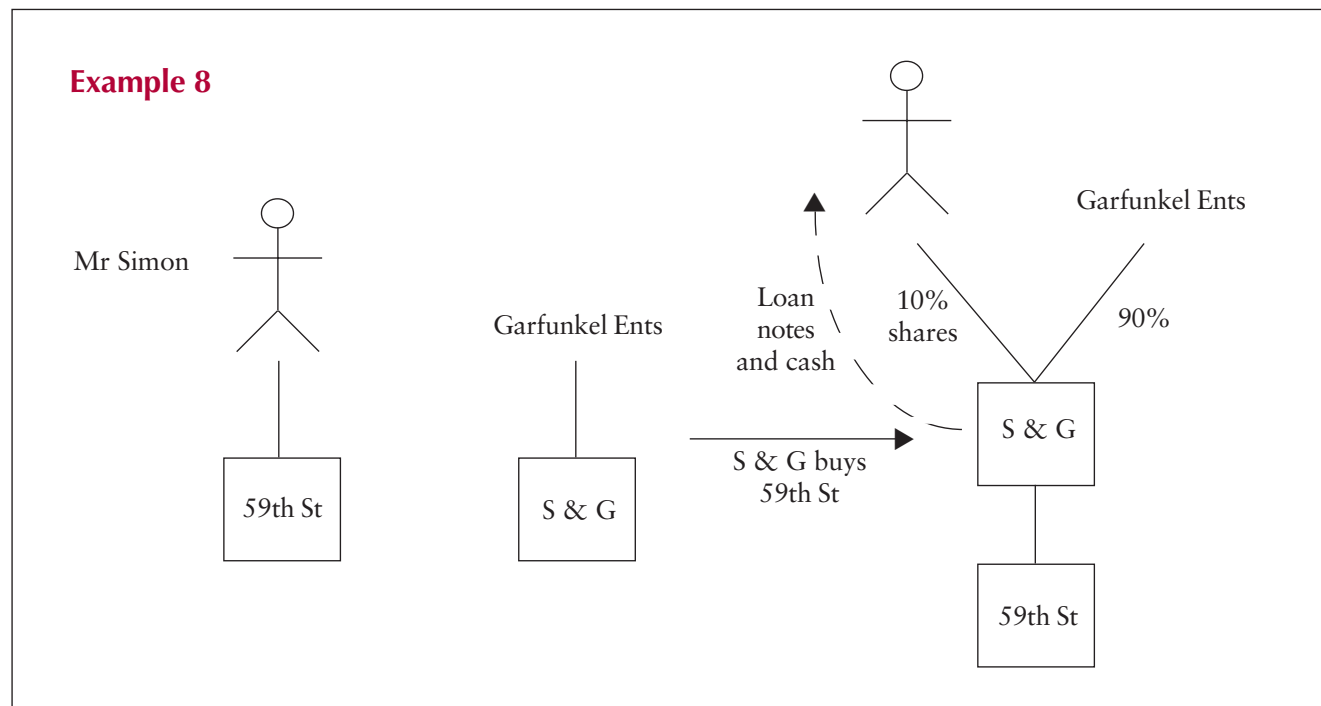 Example 8
Mr Simon
59th St
Garfunkel Ents
S & G
S & G buys
59th St
Loan
notes
and cash
10%
shares
Garfunkel Ents
90%
S & G
59th St